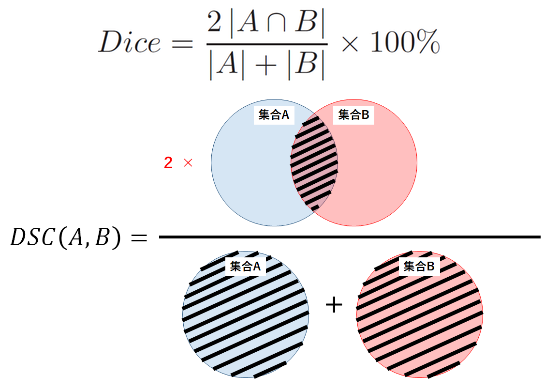 Dice = 2|A ∩ B| / |A| + |B| × 100%
集合A 集合B
2 ×
DSC(A, B) =
集合A + 集合B